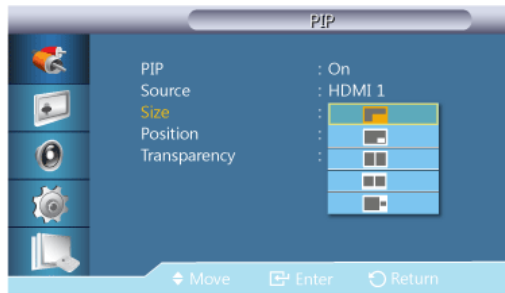 PIP
PIP : On
Source : HDMI 1
Size :
Position :
Transparency :
Move Enter Return